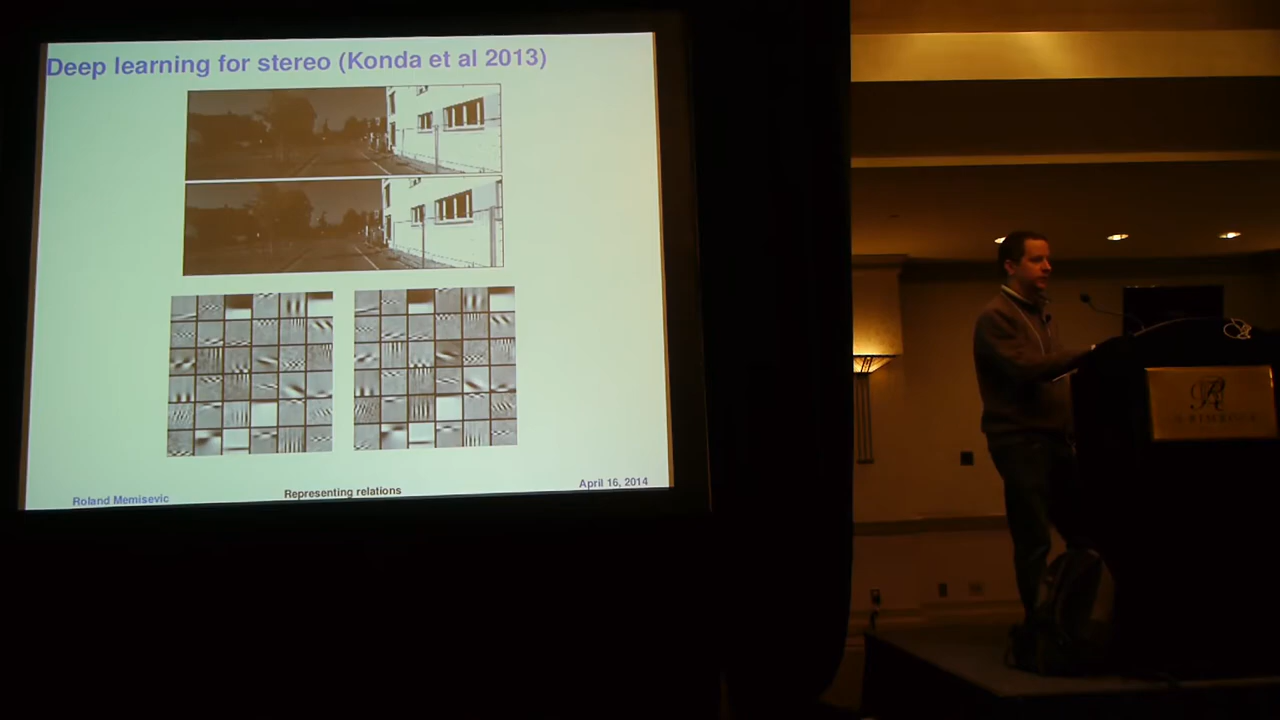 Deep learning for stereo (Konda et al 2013)
Roland Memisevic
Representing relations
April 16, 2014